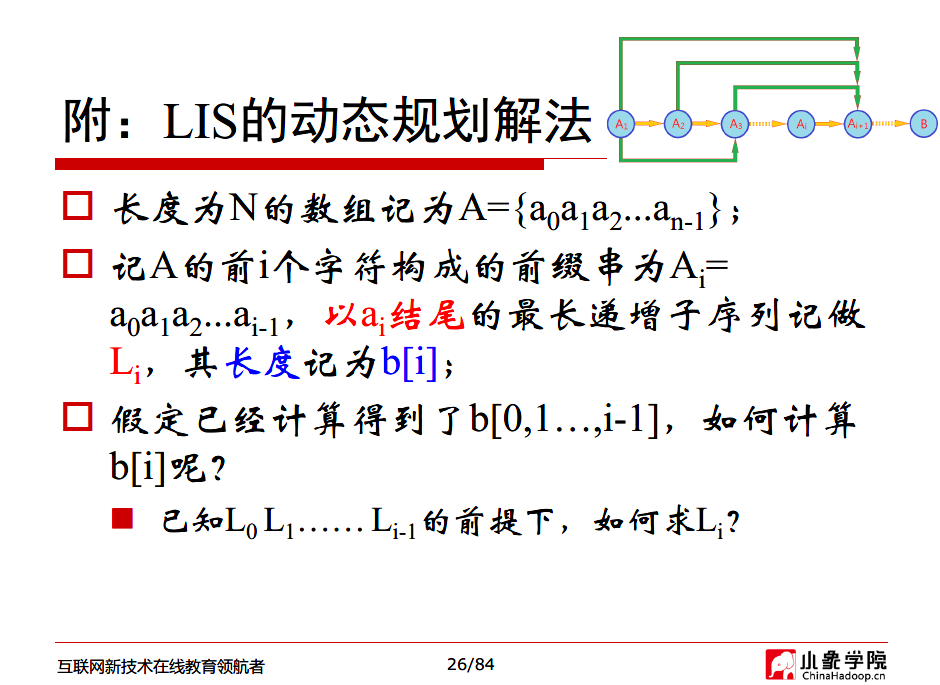 附：LIS的动态规划解法
A1 A2 A3 Ai Ai+1 B
长度为N的数组记为A={a0a1a2...an-1}；
记A的前i个字符构成的前缀串为Ai=
a0a1a2...ai-1，以ai结尾的最长递增子序列记做
Li，其长度记为b[i]；
假定已经计算得到了b[0,1…,i-1]，如何计算
b[i]呢？
已知L0 L1…… Li-1的前提下，如何求Li？
互联网新技术在线教育领航者
26/84
小象学院
ChinaHadoop.cn